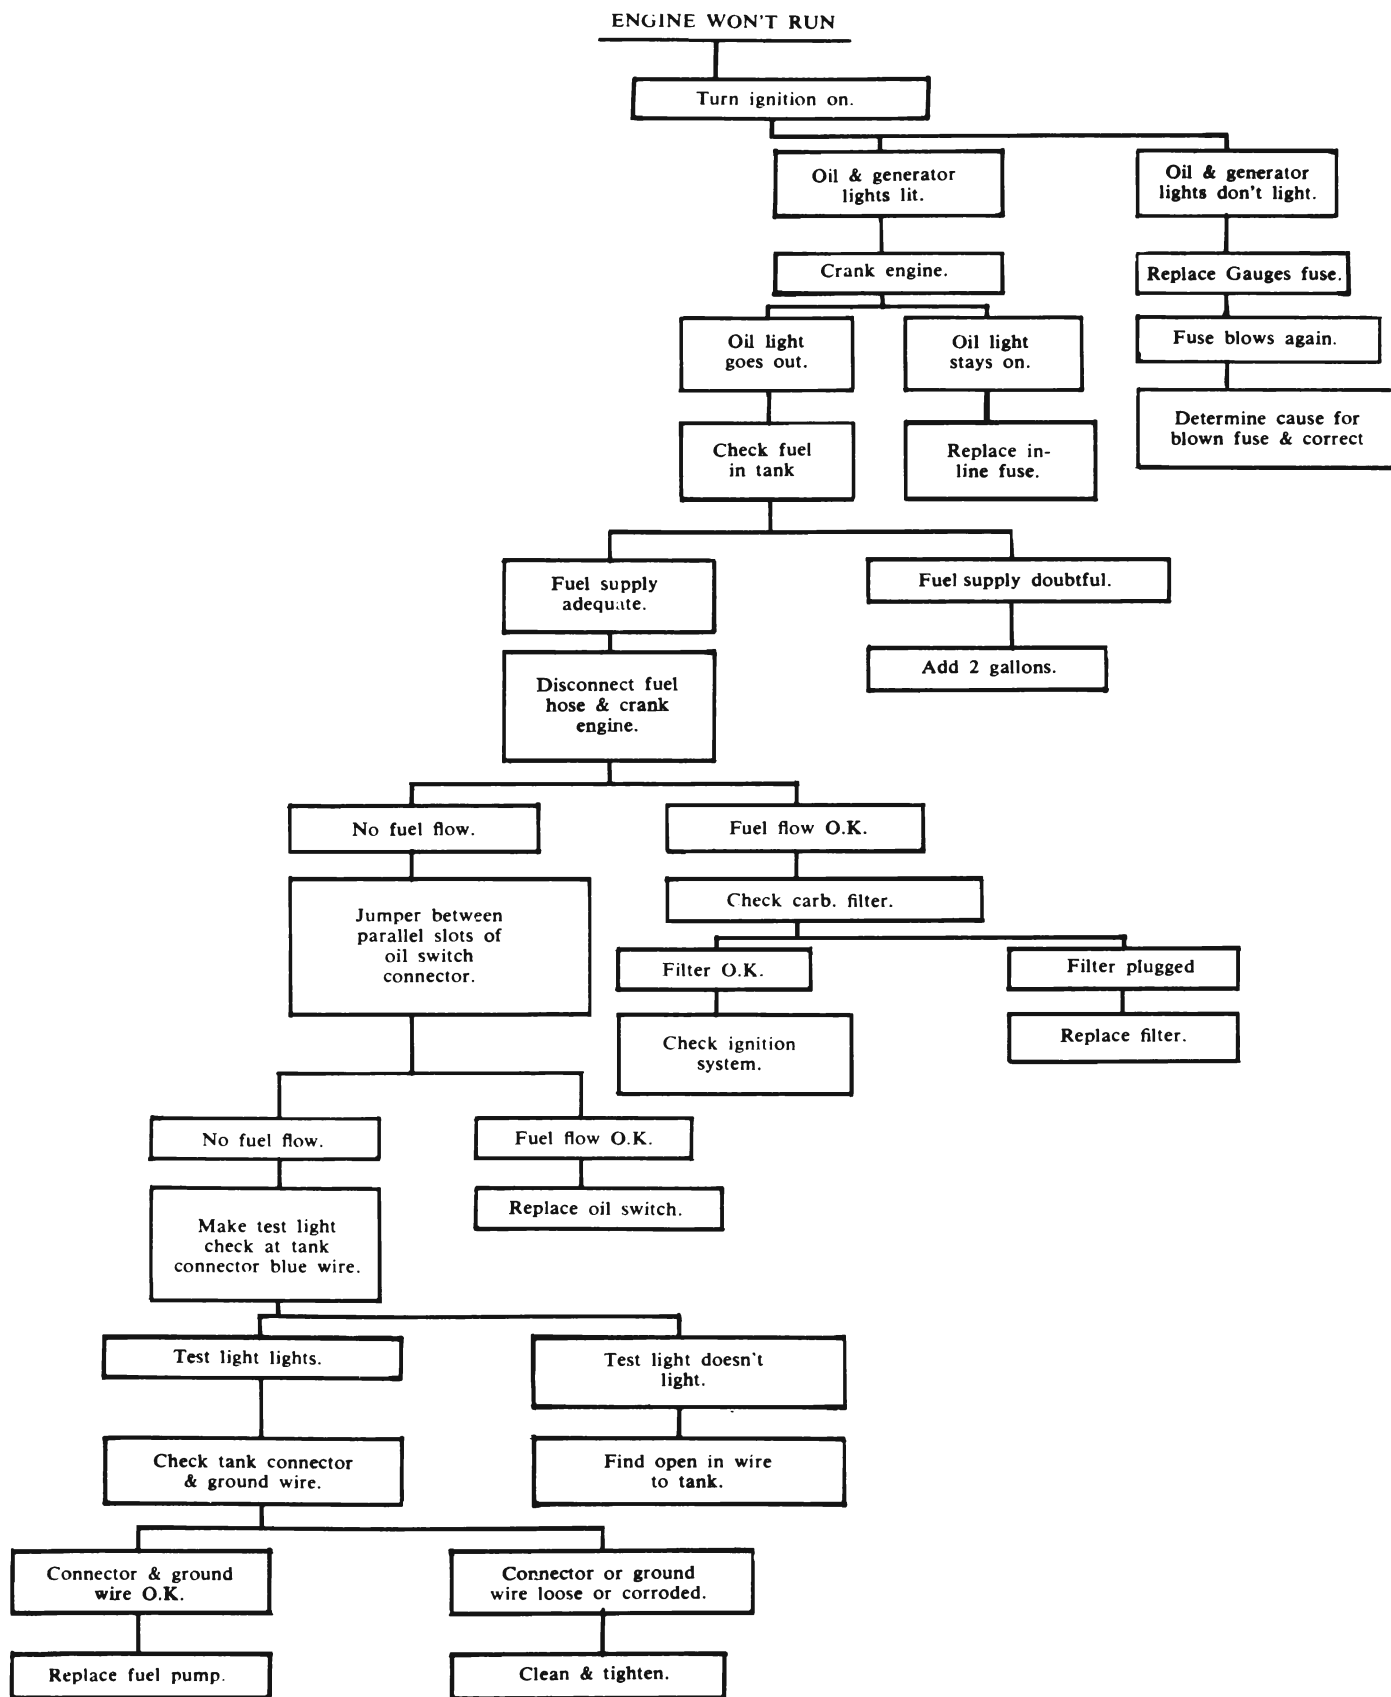 ENGINE WON'T RUN
Turn ignition on.
Oil & generator
lights lit.
Oil & generator
lights don't light.
Crank engine.
Replace Gauges fuse.
Oil light
goes out.
Oil light
stays on.
Fuse blows again.
Check fuel
in tank
Replace in-
line fuse.
Determine cause for
blown fuse & correct
Fuel supply
adequate.
Fuel supply doubtful.
Disconnect fuel
hose & crank
engine.
Add 2 gallons.
No fuel flow.
Fuel flow O.K.
Jumper between
parallel slots of
oil switch
connector.
Check carb. filter.
Filter O.K.
Filter plugged
Check ignition
system.
Replace filter.
No fuel flow.
Fuel flow O.K.
Make test light
check at tank
connector blue wire.
Replace oil switch.
Test light lights.
Test light doesn't
light.
Check tank connector
& ground wire.
Find open in wire
to tank.
Connector & ground
wire O.K.
Connector or ground
wire loose or corroded.
Replace fuel pump.
Clean & tighten.